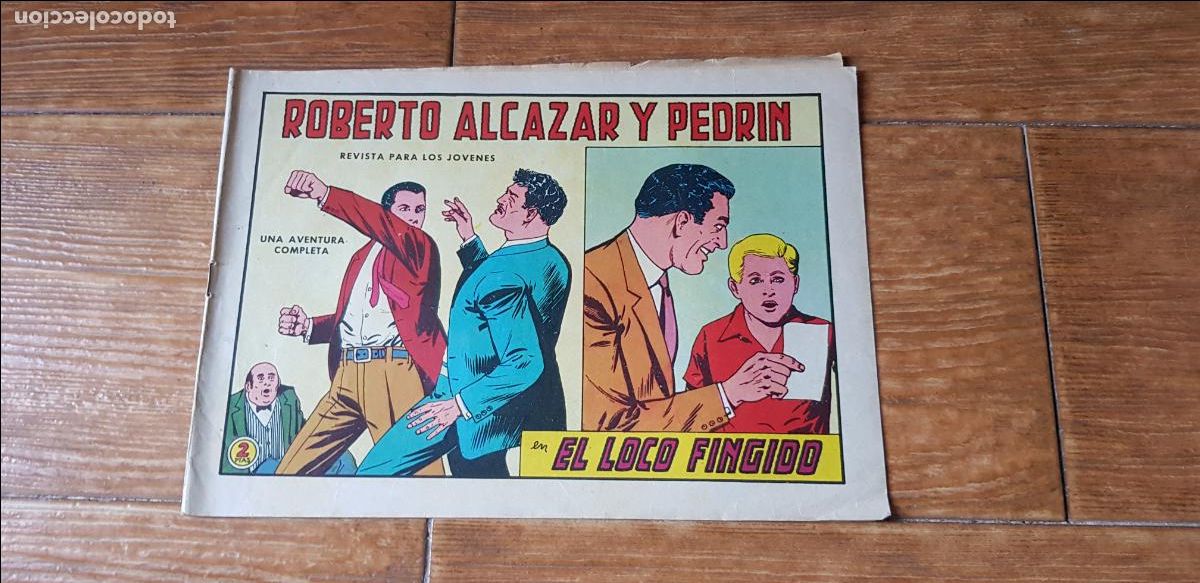 todocoleccion
ROBERTO ALCAZAR Y PEDRIN
REVISTA PARA LOS JOVENES
UNA AVENTURA
COMPLETA
2
PTAS
en EL LOCO FINGIDO